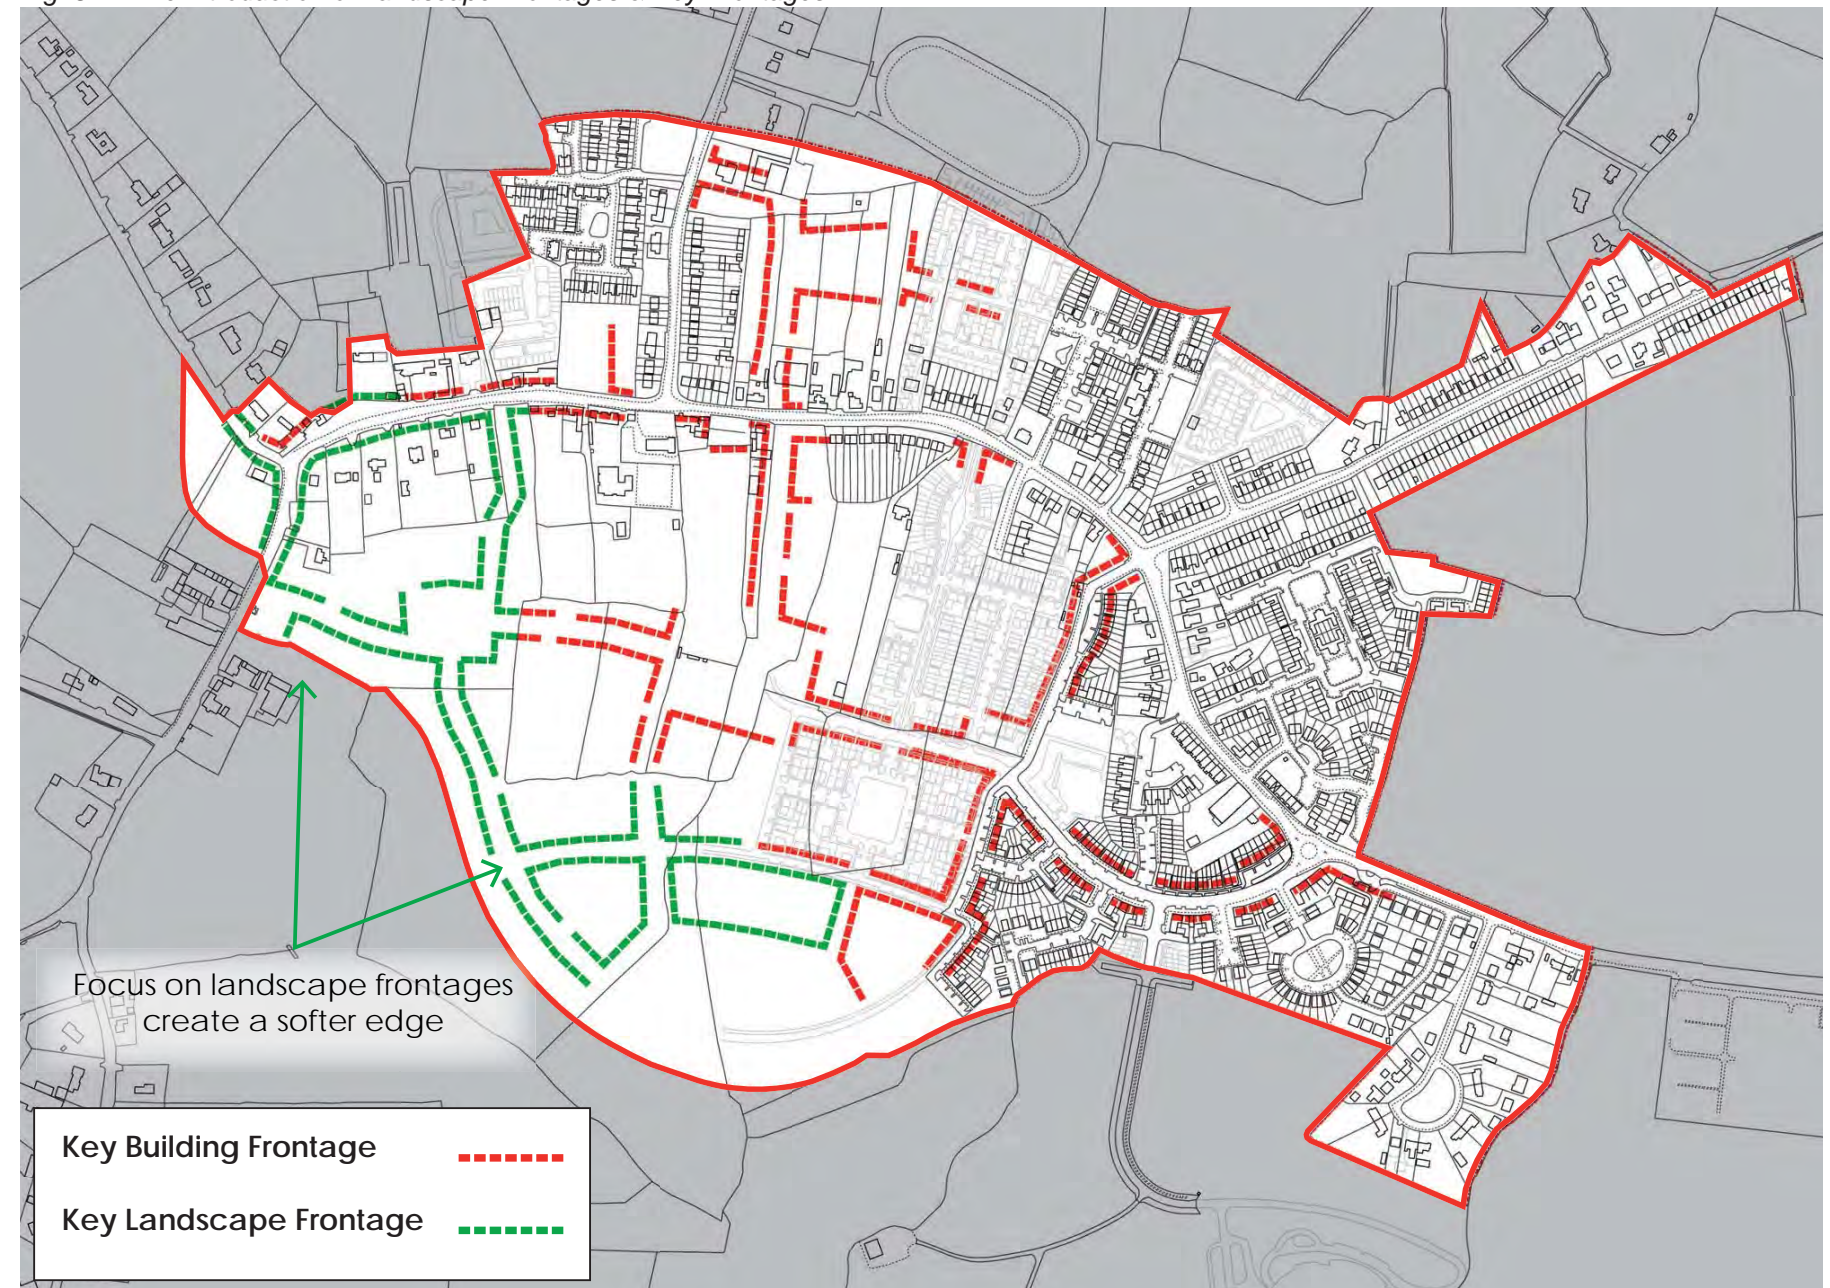 Focus on landscape frontages
create a softer edge
Key Building Frontage
Key Landscape Frontage